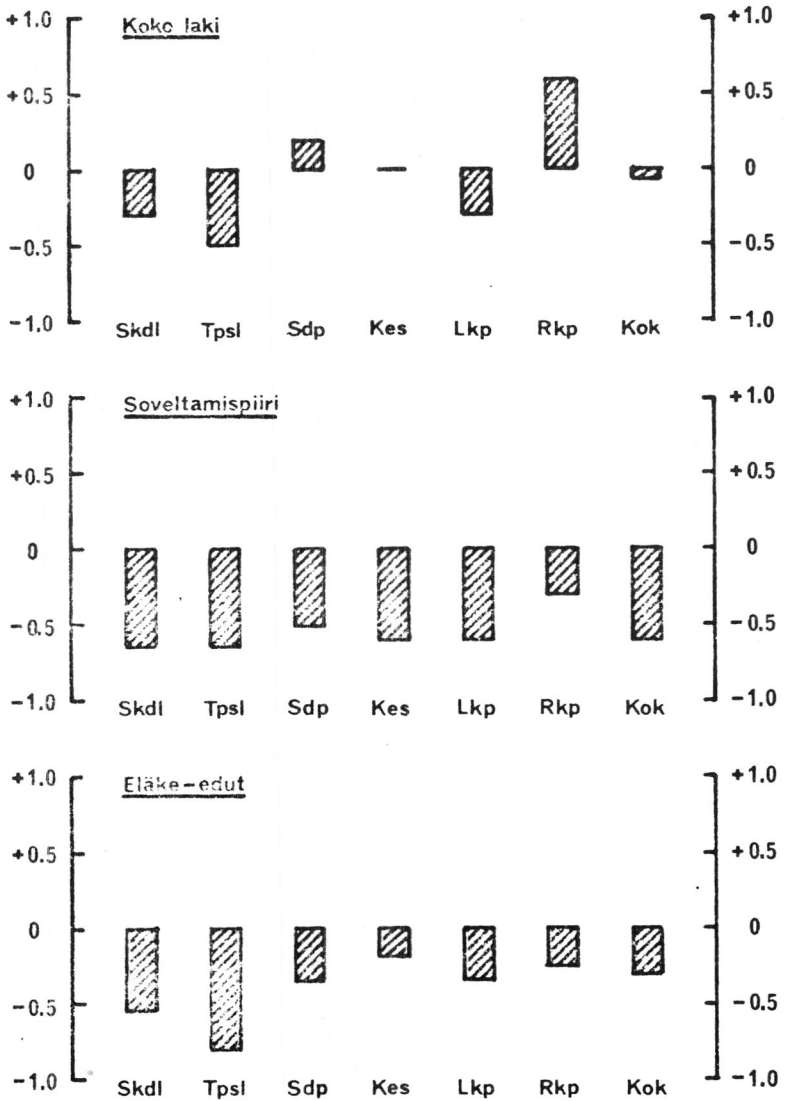 +1.0 Koko laki +1.0
+0.5 +0.5
0 0
-0.5 -0.5
-1.0 Skdl Tpsl Sdp Kes Lkp Rkp Kok -1.0
+1.0 Soveltamispiiri +1.0
+0.5 +0.5
0 0
-0.5 -0.5
-1.0 Skdl Tpsl Sdp Kes Lkp Rkp Kok -1.0
+1.0 Eläke-edut +1.0
+0.5 +0.5
0 0
-0.5 -0.5
-1.0 Skdl Tpsl Sdp Kes Lkp Rkp Kok -1.0